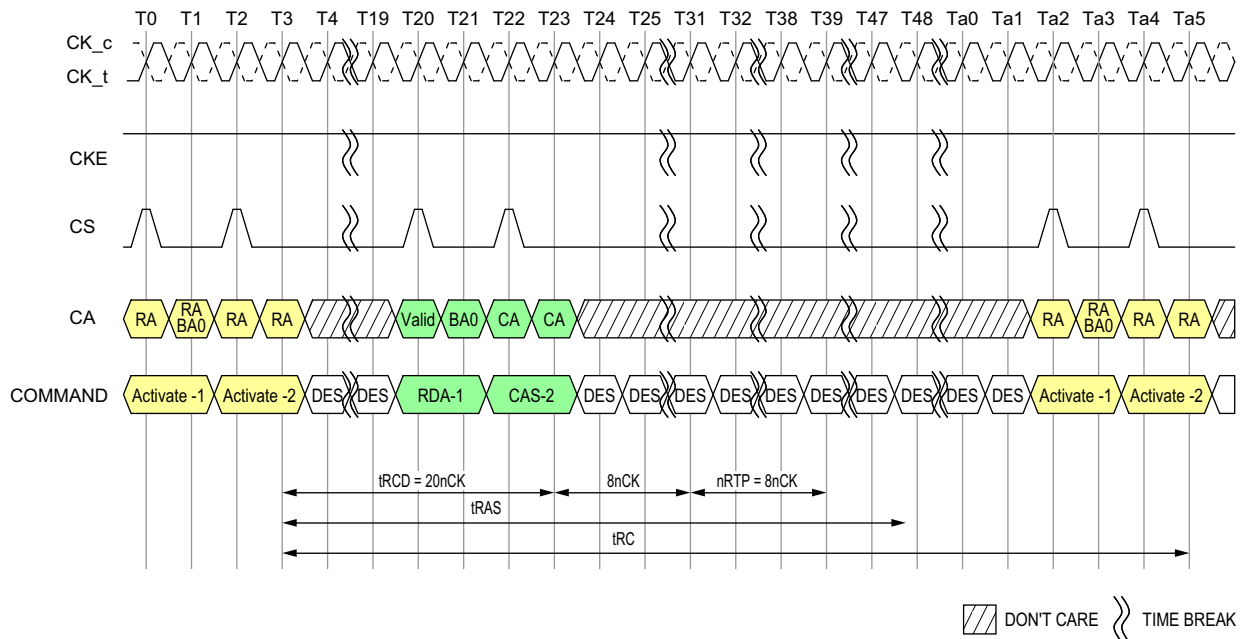 T0 T1 T2 T3 T4 T19 T20 T21 T22 T23 T24 T25 T31 T32 T38 T39 T47 T48 Ta0 Ta1 Ta2 Ta3 Ta4 Ta5
CK_c
CK_t
CKE
CS
CA RA RA BA0 RA RA Valid BA0 CA CA RA RA BA0 RA RA
COMMAND Activate -1 Activate -2 DES DES RDA-1 CAS-2 DES DES DES DES DES DES DES DES DES DES Activate -1 Activate -2
tRCD = 20nCK 8nCK nRTP = 8nCK
tRAS
tRC
DON'T CARE TIME BREAK